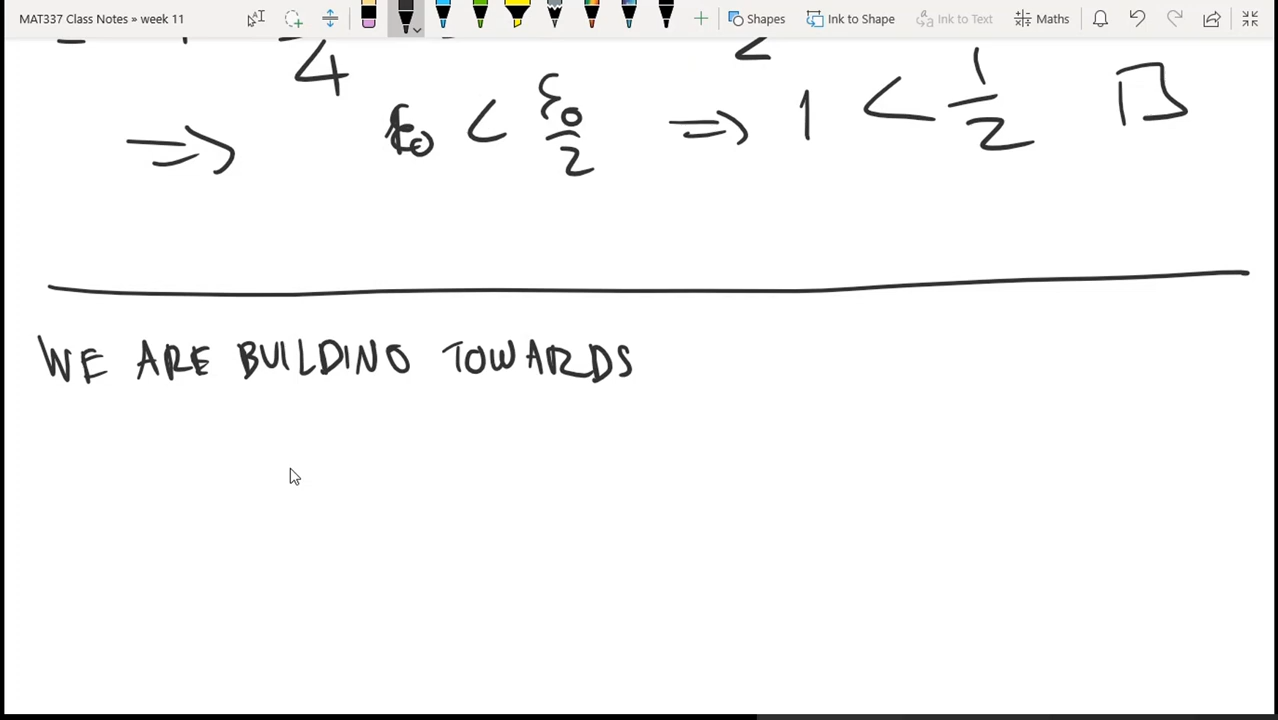 MAT337 Class Notes » week 11
Shapes
Ink to Shape
Ink to Text
Maths
4
2
=> ε₀ < ε₀/2 => 1 < 1/2 □
WE ARE BUILDING TOWARDS